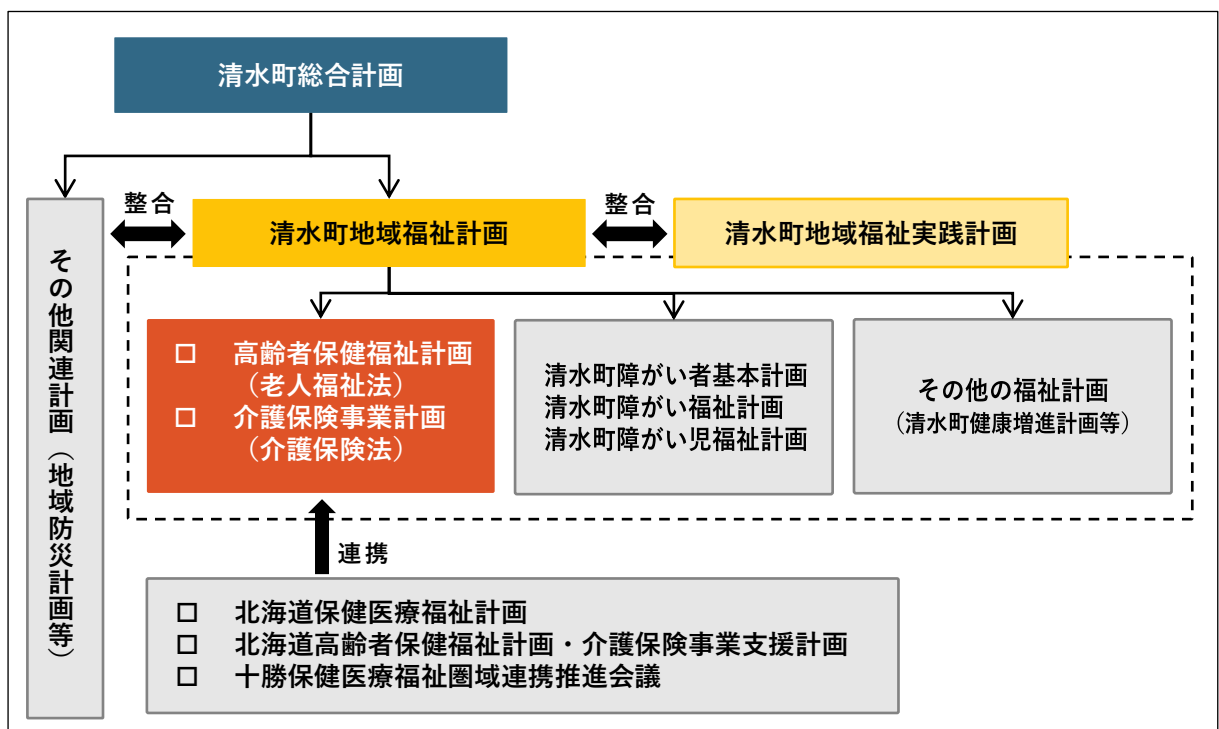 清水町総合計画
整合
整合
清水町地域福祉計画
清水町地域福祉実践計画
その他関連計画（地域防災計画等）
□ 高齢者保健福祉計画
（老人福祉法）
□ 介護保険事業計画
（介護保険法）
清水町障がい者基本計画
清水町障がい福祉計画
清水町障がい児福祉計画
その他の福祉計画
（清水町健康増進計画等）
連携
□ 北海道保健医療福祉計画
□ 北海道高齢者保健福祉計画・介護保険事業支援計画
□ 十勝保健医療福祉圏域連携推進会議